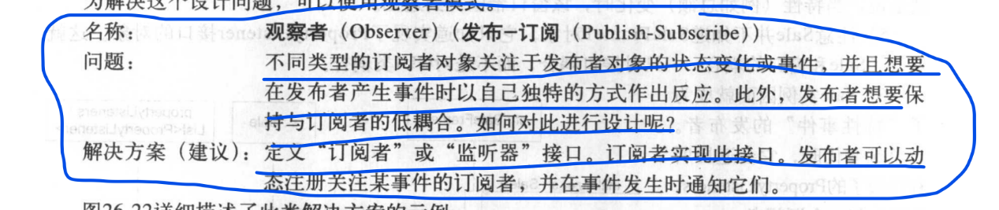 为解决这个设计问题，可以使用观察者模式。
名称： 观察者（Observer）（发布-订阅（Publish-Subscribe））
问题： 不同类型的订阅者对象关注于发布者对象的状态变化或事件，并且想要
在发布者产生事件时以自己独特的方式作出反应。此外，发布者想要保
持与订阅者的低耦合。如何对此进行设计呢？
解决方案（建议）：定义“订阅者”或“监听器”接口。订阅者实现此接口。发布者可以动
态注册关注某事件的订阅者，并在事件发生时通知它们。
图26-22详细描述了此类解决方案的示例